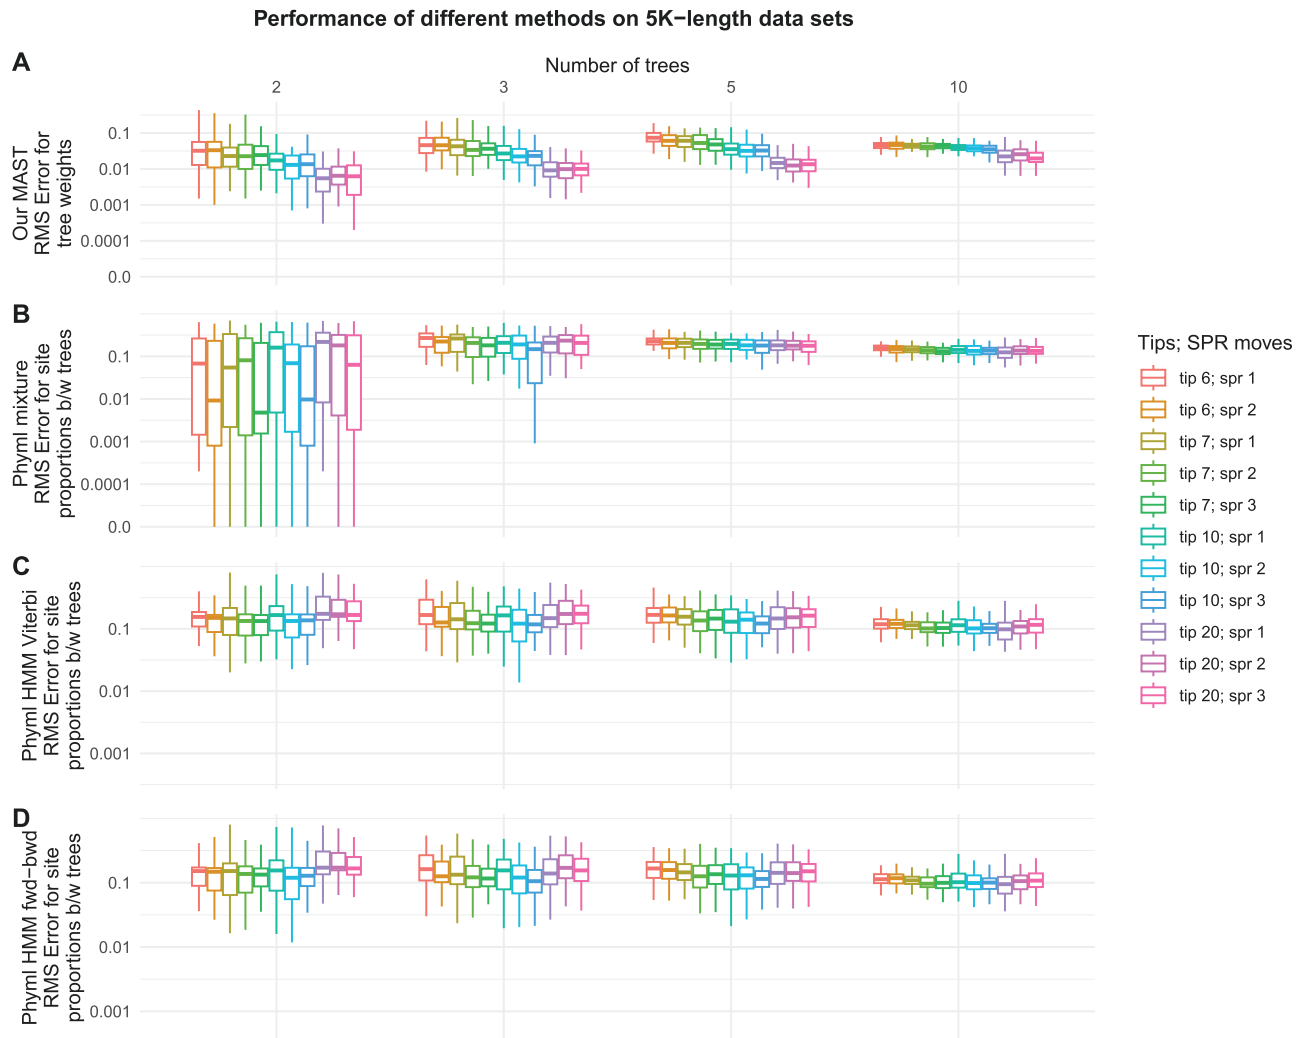 Performance of different methods on 5K−length data sets
A
Number of trees
2 3 5 10
Our MAST
RMS Error for
tree weights
0.1
0.01
0.001
0.0001
0.0
B
Phyml mixture
RMS Error for site
proportions b/w trees
0.1
0.01
0.001
0.0001
0.0
C
Phyml HMM Viterbi
RMS Error for site
proportions b/w trees
0.1
0.01
0.001
D
Phyml HMM fwd−bwd
RMS Error for site
proportions b/w trees
0.1
0.01
0.001
Tips; SPR moves
tip 6; spr 1
tip 6; spr 2
tip 7; spr 1
tip 7; spr 2
tip 7; spr 3
tip 10; spr 1
tip 10; spr 2
tip 10; spr 3
tip 20; spr 1
tip 20; spr 2
tip 20; spr 3